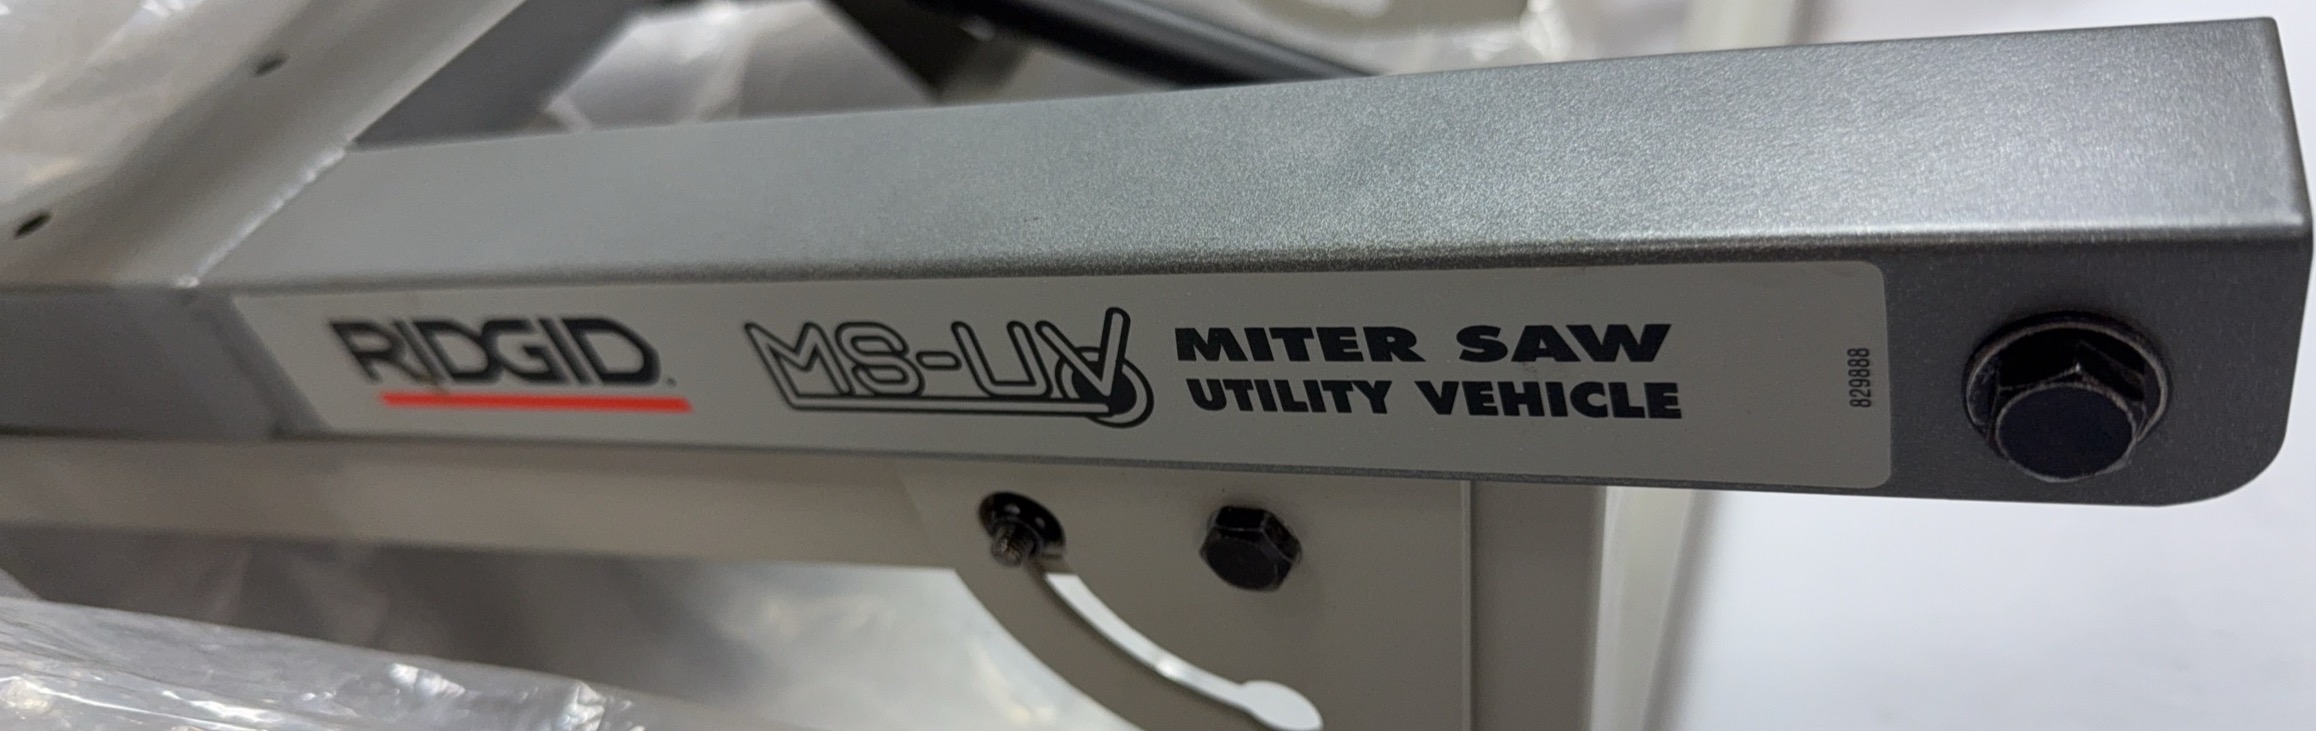 RIDGID.
MS-UV
MITER SAW
UTILITY VEHICLE
829888